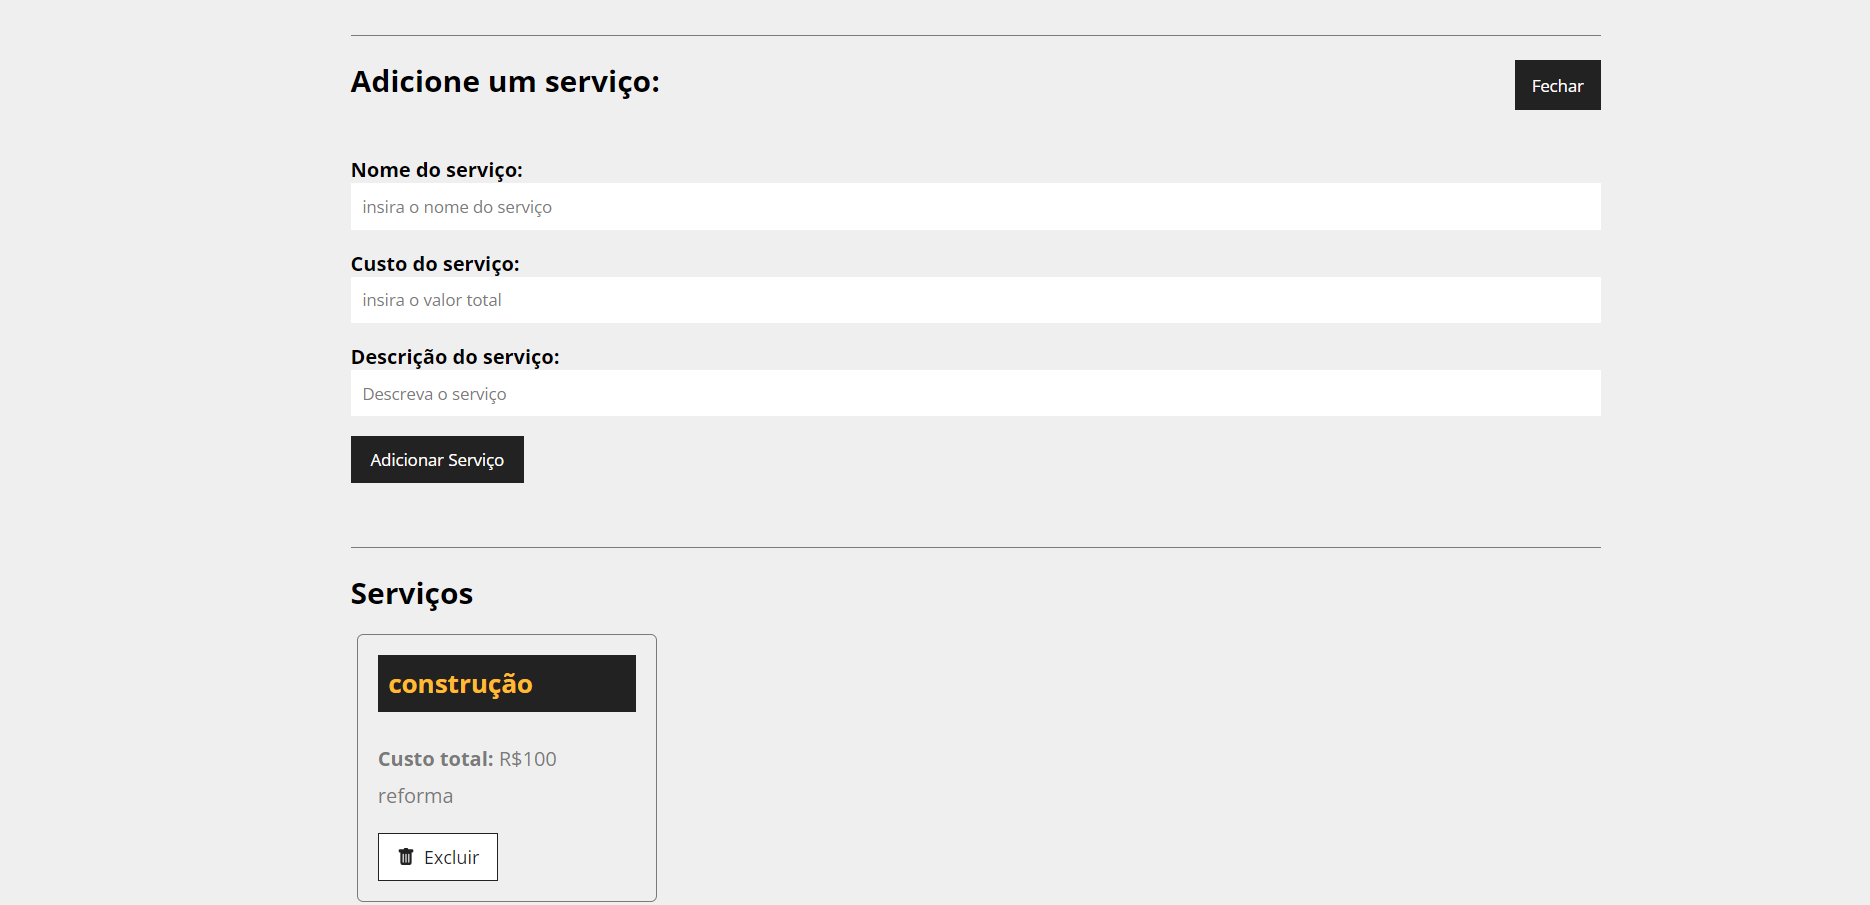 Adicione um serviço:
Fechar
Nome do serviço:
insira o nome do serviço
Custo do serviço:
insira o valor total
Descrição do serviço:
Descreva o serviço
Adicionar Serviço
Serviços
construção
Custo total: R$100
reforma
Excluir